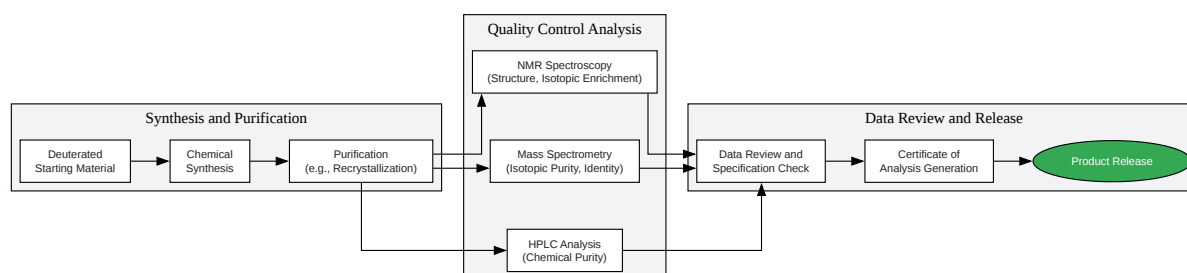 Quality Control Analysis
NMR Spectroscopy
(Structure, Isotopic Enrichment)
Synthesis and Purification
Deuterated
Starting Material
Chemical
Synthesis
Purification
(e.g., Recrystallization)
Mass Spectrometry
(Isotopic Purity, Identity)
HPLC Analysis
(Chemical Purity)
Data Review and Release
Data Review and
Specification Check
Certificate of
Analysis Generation
Product Release